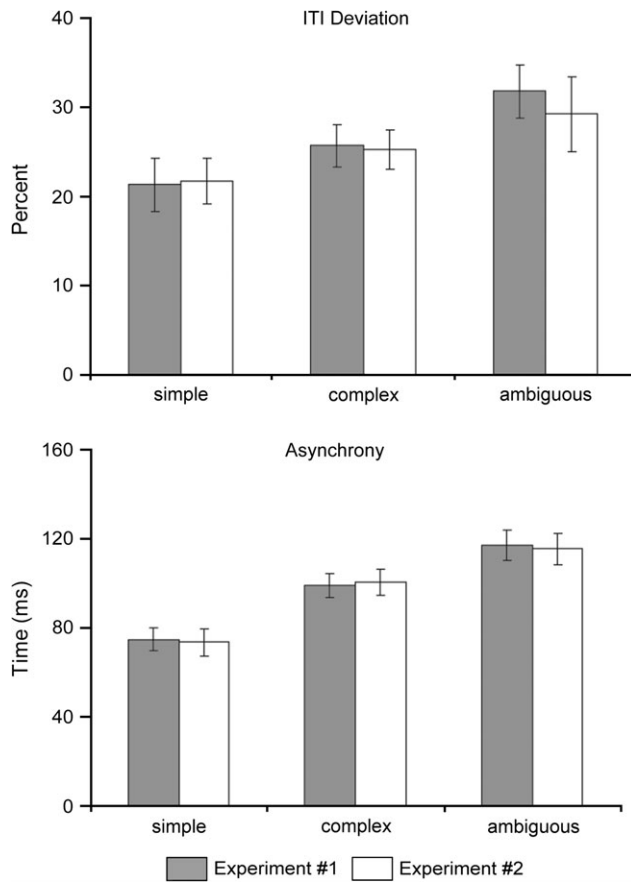 ITI Deviation
40
30
20
10
0
Percent
simple complex ambiguous
Asynchrony
160
120
80
40
0
Time (ms)
simple complex ambiguous
Experiment #1 Experiment #2